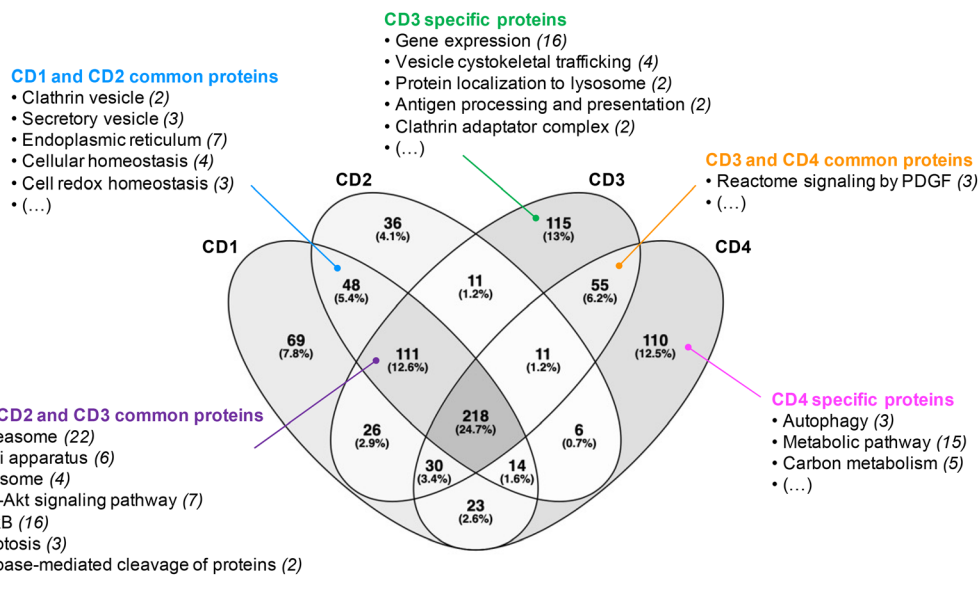 CD3 specific proteins
• Gene expression (16)
• Vesicle cystokeletal trafficking (4)
• Protein localization to lysosome (2)
• Antigen processing and presentation (2)
• Clathrin adaptator complex (2)
• (…)
CD1 and CD2 common proteins
• Clathrin vesicle (2)
• Secretory vesicle (3)
• Endoplasmic reticulum (7)
• Cellular homeostasis (4)
• Cell redox homeostasis (3)
• (…)
CD3 and CD4 common proteins
• Reactome signaling by PDGF (3)
• (…)
CD1
CD2
CD3
CD4
36
(4.1%)
115
(13%)
48
(5.4%)
11
(1.2%)
55
(6.2%)
69
(7.8%)
111
(12.6%)
11
(1.2%)
110
(12.5%)
218
(24.7%)
26
(2.9%)
6
(0.7%)
30
(3.4%)
14
(1.6%)
23
(2.6%)
CD2 and CD3 common proteins
easome (22)
i apparatus (6)
some (4)
-Akt signaling pathway (7)
B (16)
ptosis (3)
pase-mediated cleavage of proteins (2)
CD4 specific proteins
• Autophagy (3)
• Metabolic pathway (15)
• Carbon metabolism (5)
• (…)